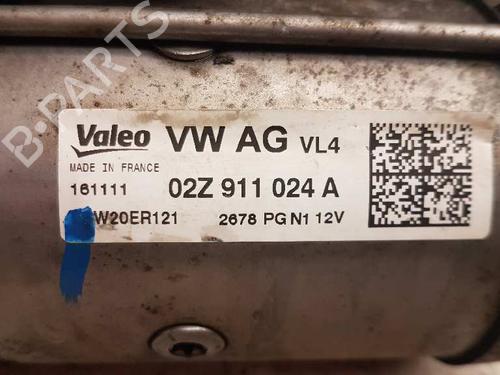 B-PARTS
Valeo VW AG VL4
MADE IN FRANCE
161111 02Z 911 024 A
W20ER121 2678 PG N1 12V